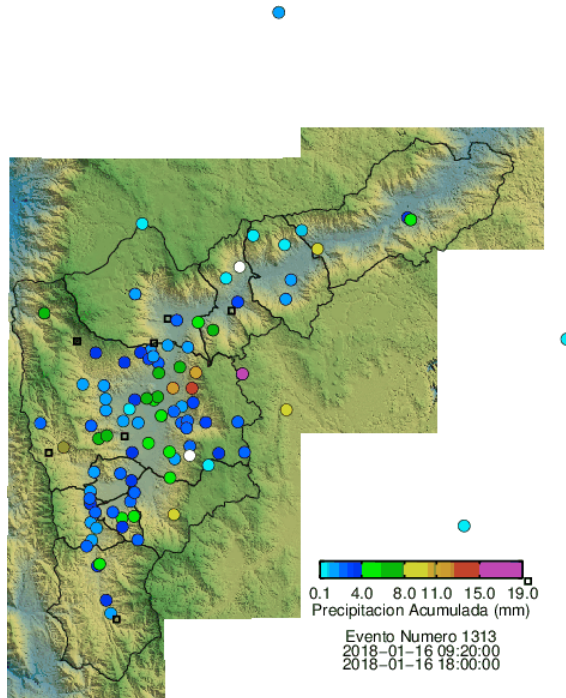 0.1 4.0 8.0 11.0 15.0 19.0
Precipitacion Acumulada (mm)
Evento Numero 1313
2018-01-16 09:20:00
2018-01-16 18:00:00